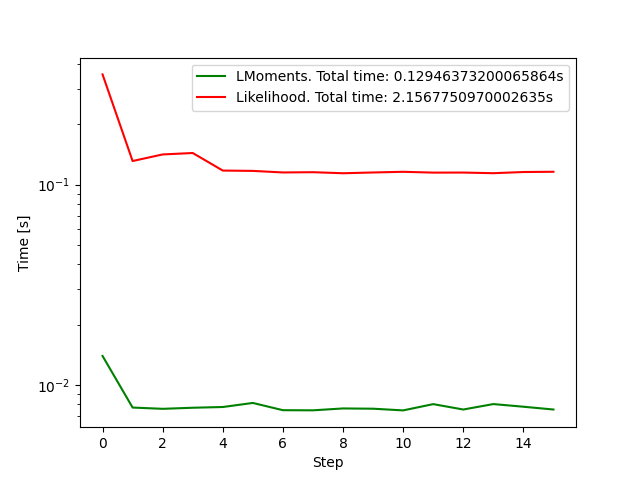 LMoments. Total time: 0.12946373200065864s
Likelihood. Total time: 2.1567750970002635s
Time [s]
10⁻¹
10⁻²
0 2 4 6 8 10 12 14
Step